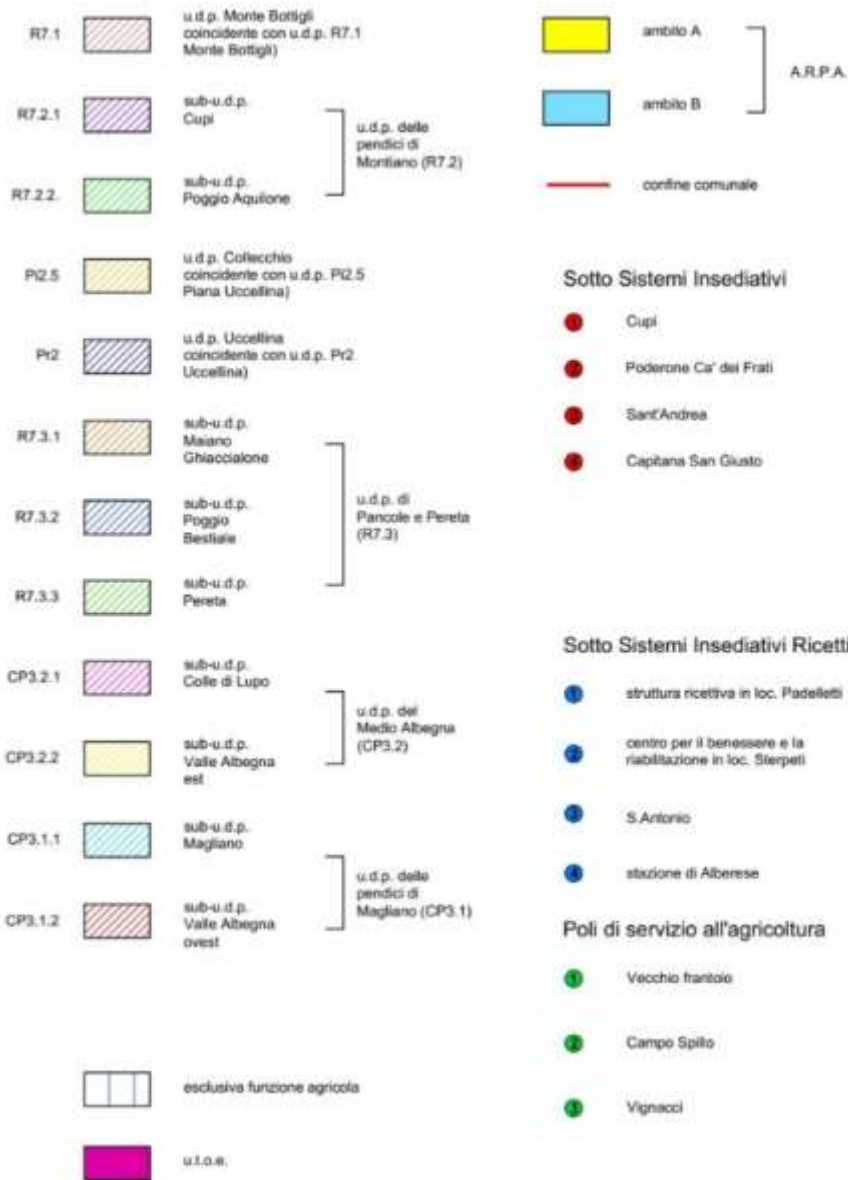 R7.1
u.d.p. Monte Bottigli
coincidente con u.d.p. R7.1
Monte Bottigli)
R7.2.1
sub-u.d.p.
Cupi
R7.2.2.
sub-u.d.p.
Poggio Aquilone
u.d.p. delle
pendici di
Montiano (R7.2)
Pi2.5
u.d.p. Collecchio
coincidente con u.d.p. Pi2.5
Piana Uccellina)
Pr2
u.d.p. Uccellina
coincidente con u.d.p. Pr2
Uccellina)
R7.3.1
sub-u.d.p.
Maiano
Ghiaccialone
R7.3.2
sub-u.d.p.
Poggio
Bestiale
R7.3.3
sub-u.d.p.
Pereta
u.d.p. di
Pancole e Pereta
(R7.3)
CP3.2.1
sub-u.d.p.
Colle di Lupo
CP3.2.2
sub-u.d.p.
Valle Albegna
est
u.d.p. del
Medio Albegna
(CP3.2)
CP3.1.1
sub-u.d.p.
Magliano
CP3.1.2
sub-u.d.p.
Valle Albegna
ovest
u.d.p. delle
pendici di
Magliano (CP3.1)
esclusiva funzione agricola
u.t.o.e.
ambito A
ambito B
A.R.P.A.
confine comunale
Sotto Sistemi Insediativi
1 Cupi
2 Poderone Ca' dei Frati
3 Sant'Andrea
4 Capitana San Giusto
Sotto Sistemi Insediativi Ricetti
1 struttura ricettiva in loc. Padelletti
2 centro per il benessere e la
riabilitazione in loc. Sterpeti
3 S.Antonio
4 stazione di Alberese
Poli di servizio all'agricoltura
1 Vecchio frantoio
2 Campo Spillo
3 Vignacci